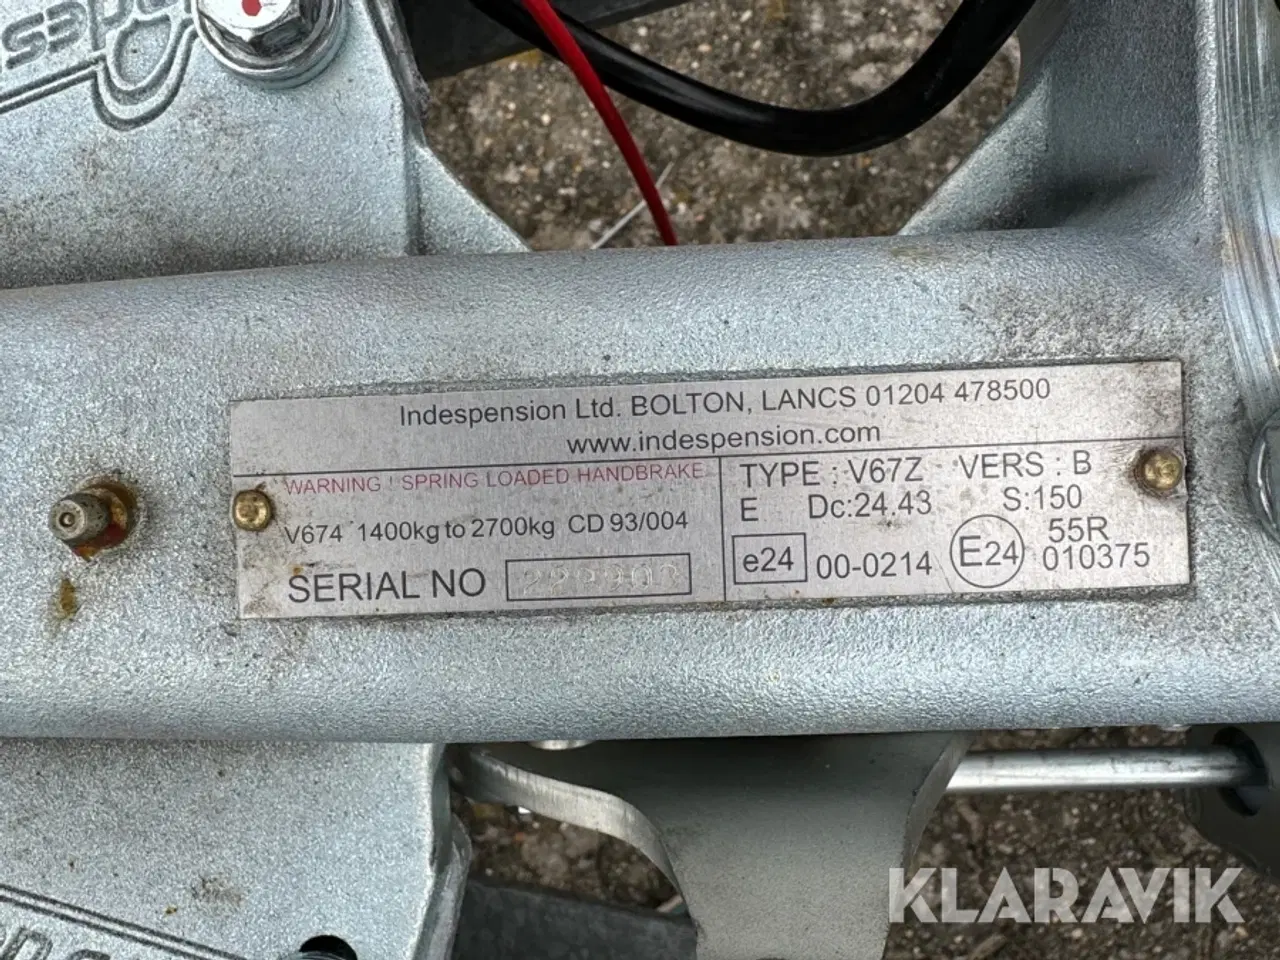 Indespension Ltd. BOLTON, LANCS 01204 478500
www.indespension.com
WARNING ! SPRING LOADED HANDBRAKE
V674 1400kg to 2700kg CD 93/004
SERIAL NO
TYPE : V67Z VERS : B
E Dc:24.43 S:150
e24 00-0214 E24 55R 010375
KLARAVIK